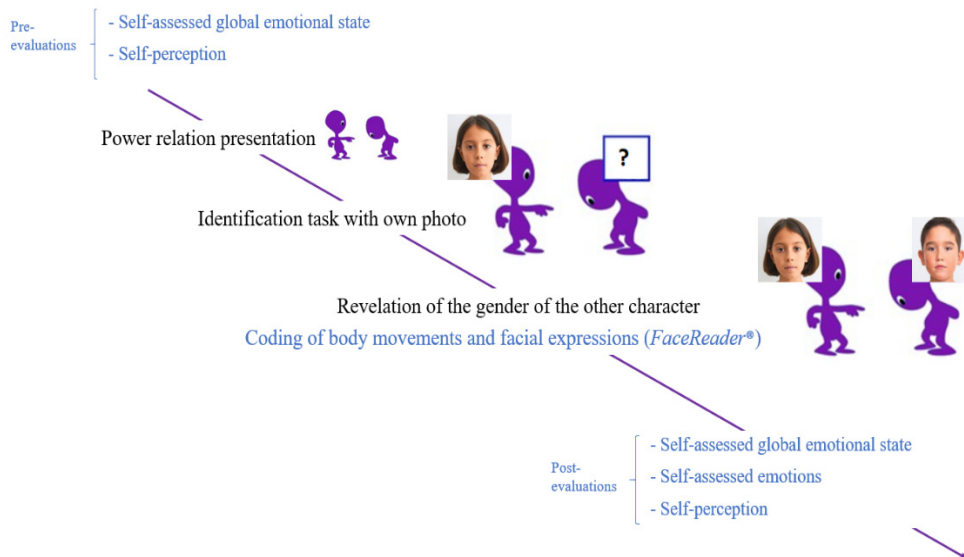 Pre-
evaluations
- Self-assessed global emotional state
- Self-perception
Power relation presentation
?
Identification task with own photo
Revelation of the gender of the other character
Coding of body movements and facial expressions (FaceReader®)
Post-
evaluations
- Self-assessed global emotional state
- Self-assessed emotions
- Self-perception